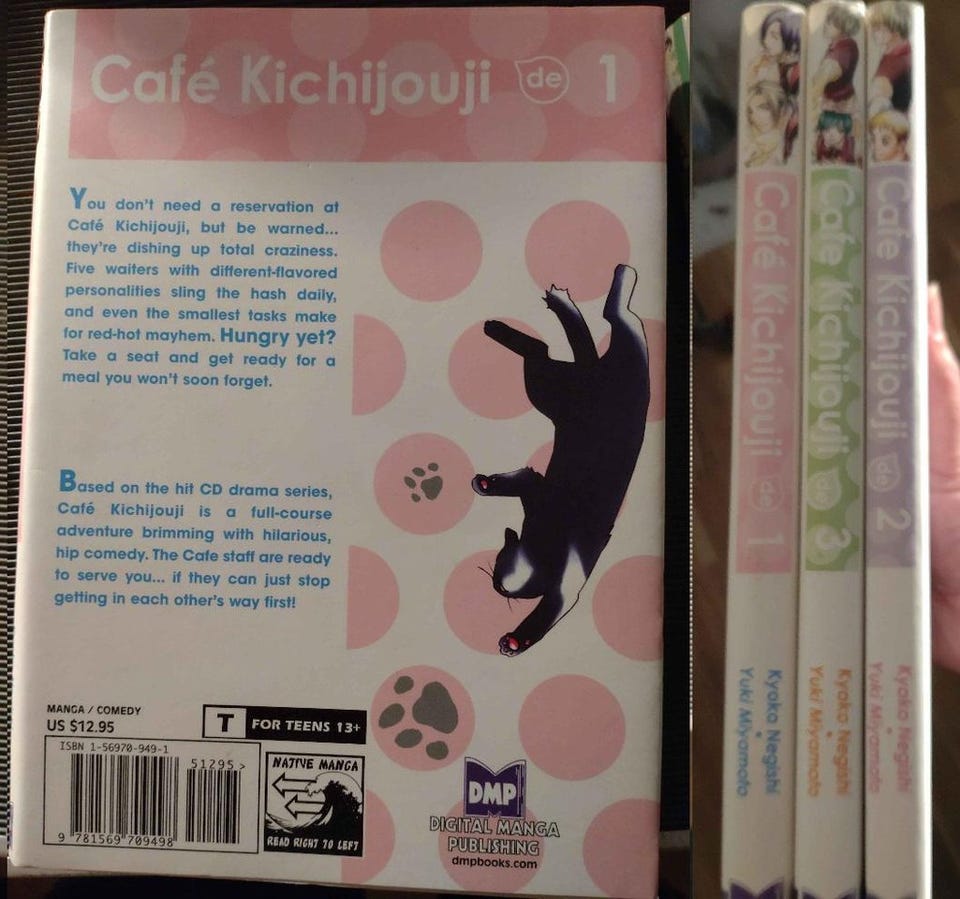 Café Kichijouji de 1
You don't need a reservation at
Café Kichijouji, but be warned...
they're dishing up total craziness.
Five waiters with different-flavored
personalities sling the hash daily,
and even the smallest tasks make
for red-hot mayhem. Hungry yet?
Take a seat and get ready for a
meal you won't soon forget.
Based on the hit CD drama series,
Café Kichijouji is a full-course
adventure brimming with hilarious,
hip comedy. The Cafe staff are ready
to serve you... if they can just stop
getting in each other's way first!
MANGA / COMEDY
US $12.95
T FOR TEENS 13+
ISBN 1-56970-949-1
51295>
9 781569 709498
NATIVE MANGA
READ RIGHT TO LEFT
DMP
DIGITAL MANGA
PUBLISHING
dmpbooks.com
Café Kichijouji de 1
Kyoko Negishi
Yuki Miyamoto
Café Kichijouji de 3
Kyoko Negishi
Yuki Miyamoto
Café Kichijouji de 2
Kyoko Negishi
Yuki Miyamoto